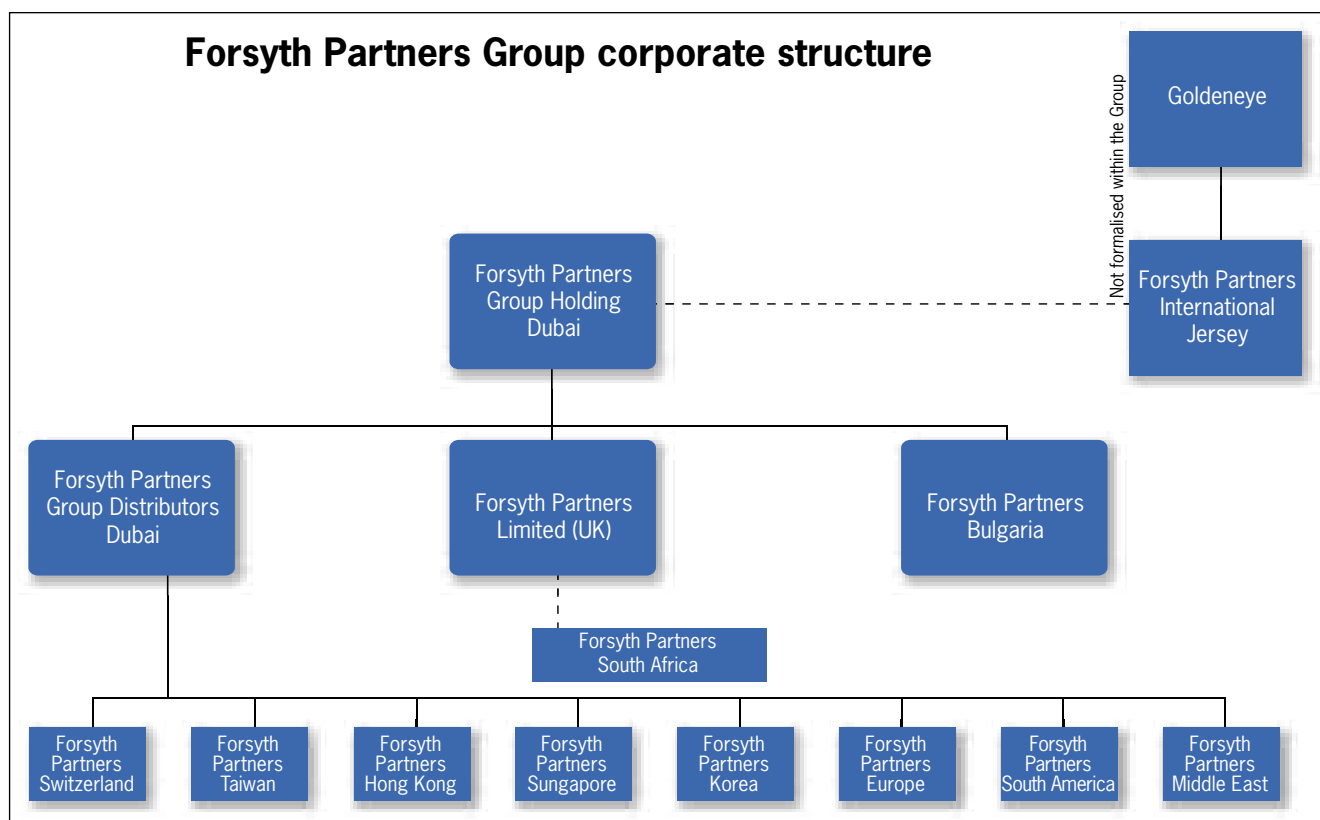 Forsyth Partners Group corporate structure
Goldeneye
Not formalised within the Group
Forsyth Partners
Group Holding
Dubai
Forsyth Partners
International
Jersey
Forsyth Partners
Group Distributors
Dubai
Forsyth Partners
Limited (UK)
Forsyth Partners
Bulgaria
Forsyth Partners
South Africa
Forsyth
Partners
Switzerland
Forsyth
Partners
Taiwan
Forsyth
Partners
Hong Kong
Forsyth
Partners
Sungapore
Forsyth
Partners
Korea
Forsyth
Partners
Europe
Forsyth
Partners
South America
Forsyth
Partners
Middle East